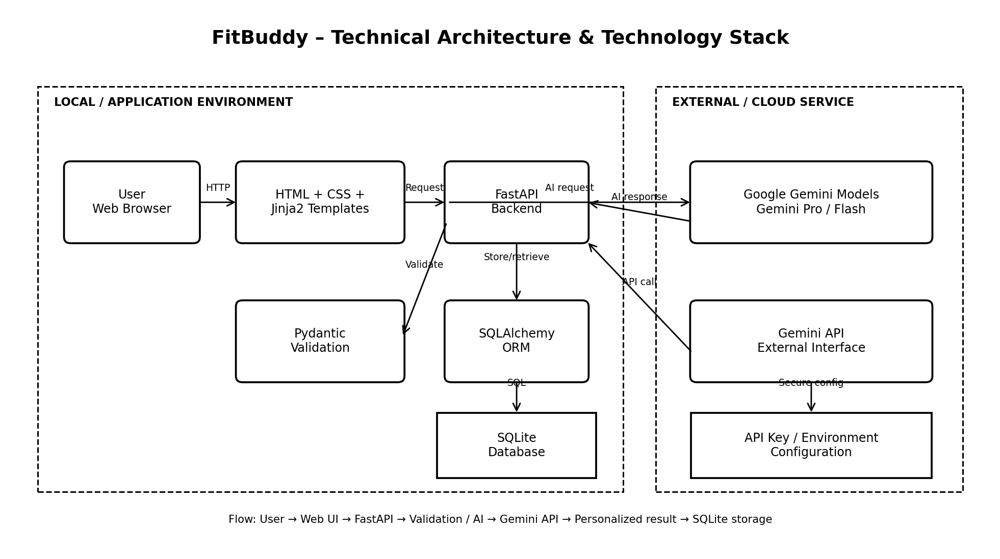 FitBuddy – Technical Architecture & Technology Stack
LOCAL / APPLICATION ENVIRONMENT
EXTERNAL / CLOUD SERVICE
User
Web Browser
HTTP
HTML + CSS +
Jinja2 Templates
Request
FastAPI
Backend
AI request
AI response
Google Gemini Models
Gemini Pro / Flash
Validate
Store/retrieve
API call
Pydantic
Validation
SQLAlchemy
ORM
Gemini API
External Interface
SQL
Secure config
SQLite
Database
API Key / Environment
Configuration
Flow: User → Web UI → FastAPI → Validation / AI → Gemini API → Personalized result → SQLite storage